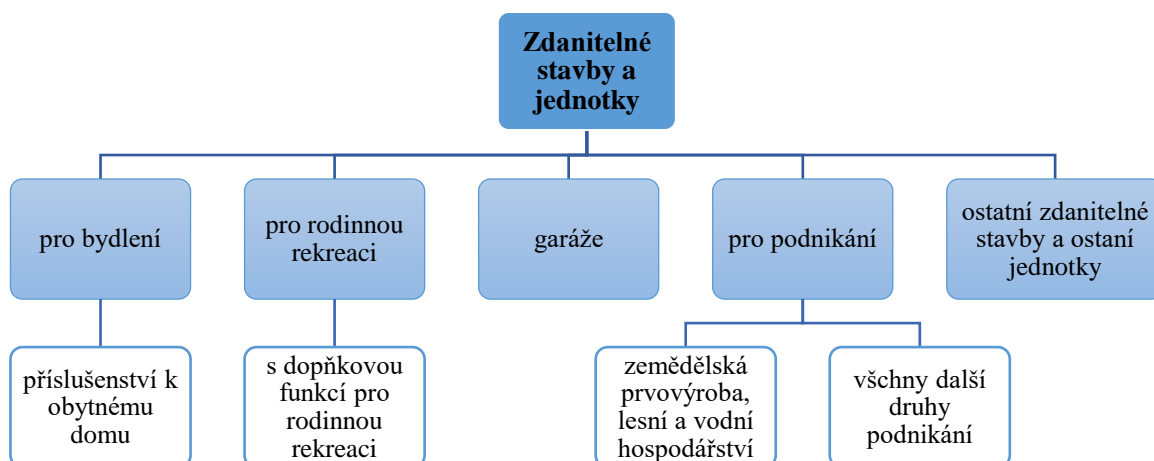 Zdanitelné
stavby a
jednotky
pro bydlení
pro rodinnou
rekreaci
garáže
pro podnikání
ostatní zdanitelné
stavby a ostaní
jednotky
příslušenství k
obytnému
domu
s dopňkovou
funkcí pro
rodinnou
rekreaci
zemědělská
prvovýroba,
lesní a vodní
hospodářství
všchny další
druhy
podnikání